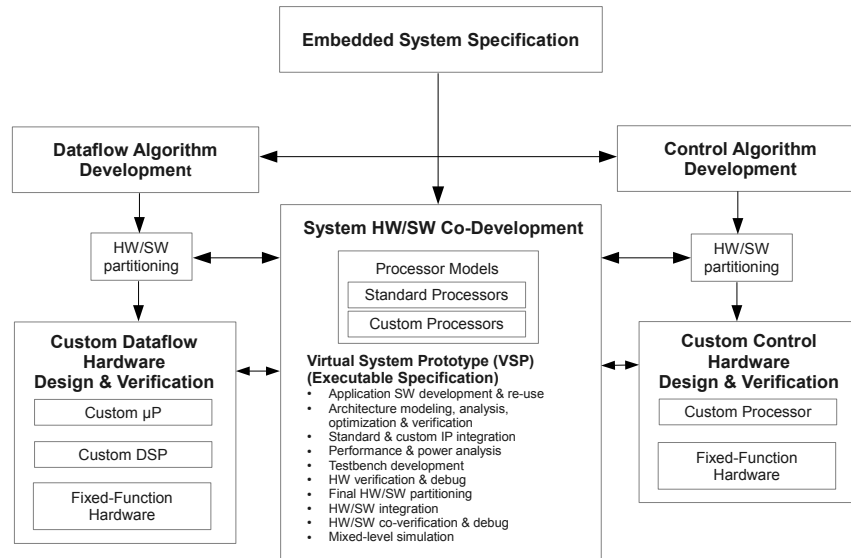 Embedded System Specification
Dataflow Algorithm
Development
Control Algorithm
Development
HW/SW
partitioning
System HW/SW Co-Development
Processor Models
Standard Processors
Custom Processors
HW/SW
partitioning
Custom Dataflow
Hardware
Design & Verification
Custom µP
Custom DSP
Fixed-Function
Hardware
Virtual System Prototype (VSP)
(Executable Specification)
• Application SW development & re-use
• Architecture modeling, analysis,
optimization & verification
• Standard & custom IP integration
• Performance & power analysis
• Testbench development
• HW verification & debug
• Final HW/SW partitioning
• HW/SW integration
• HW/SW co-verification & debug
• Mixed-level simulation
Custom Control
Hardware
Design & Verification
Custom Processor
Fixed-Function
Hardware